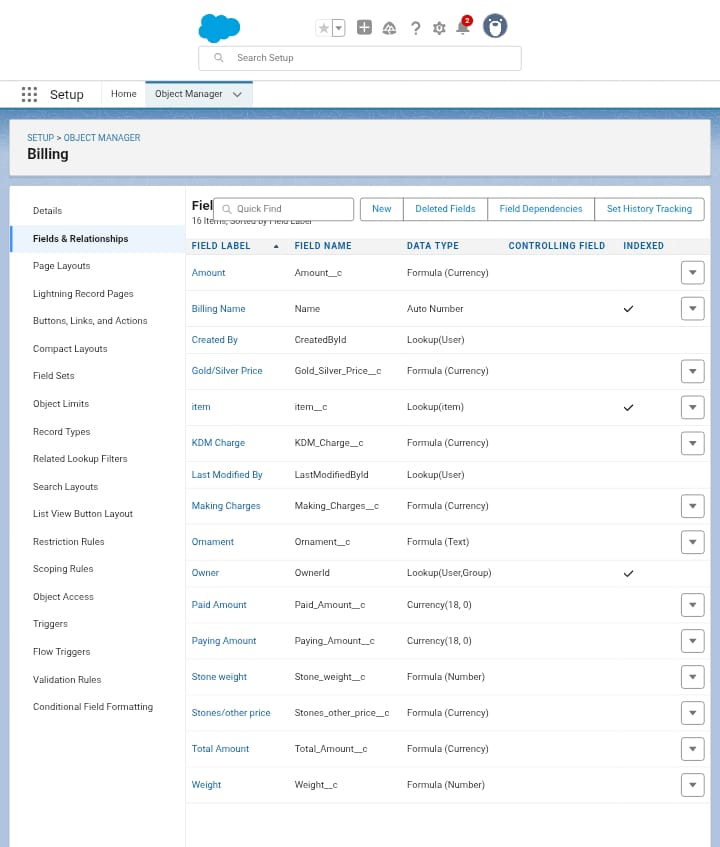 2
Search Setup
Setup
Home
Object Manager
SETUP > OBJECT MANAGER
Billing
Details
Fields & Relationships
Page Layouts
Lightning Record Pages
Buttons, Links, and Actions
Compact Layouts
Field Sets
Object Limits
Record Types
Related Lookup Filters
Search Layouts
List View Button Layout
Restriction Rules
Scoping Rules
Object Access
Triggers
Flow Triggers
Validation Rules
Conditional Field Formatting
Fiel
Quick Find
New
Deleted Fields
Field Dependencies
Set History Tracking
16 Items, Sorted by Field Label
FIELD LABEL FIELD NAME DATA TYPE CONTROLLING FIELD INDEXED
Amount Amount__c Formula (Currency)
Billing Name Name Auto Number
Created By CreatedById Lookup(User)
Gold/Silver Price Gold_Silver_Price__c Formula (Currency)
item item__c Lookup(item)
KDM Charge KDM_Charge__c Formula (Currency)
Last Modified By LastModifiedById Lookup(User)
Making Charges Making_Charges__c Formula (Currency)
Ornament Ornament__c Formula (Text)
Owner OwnerId Lookup(User,Group)
Paid Amount Paid_Amount__c Currency(18, 0)
Paying Amount Paying_Amount__c Currency(18, 0)
Stone weight Stone_weight__c Formula (Number)
Stones/other price Stones_other_price__c Formula (Currency)
Total Amount Total_Amount__c Formula (Currency)
Weight Weight__c Formula (Number)